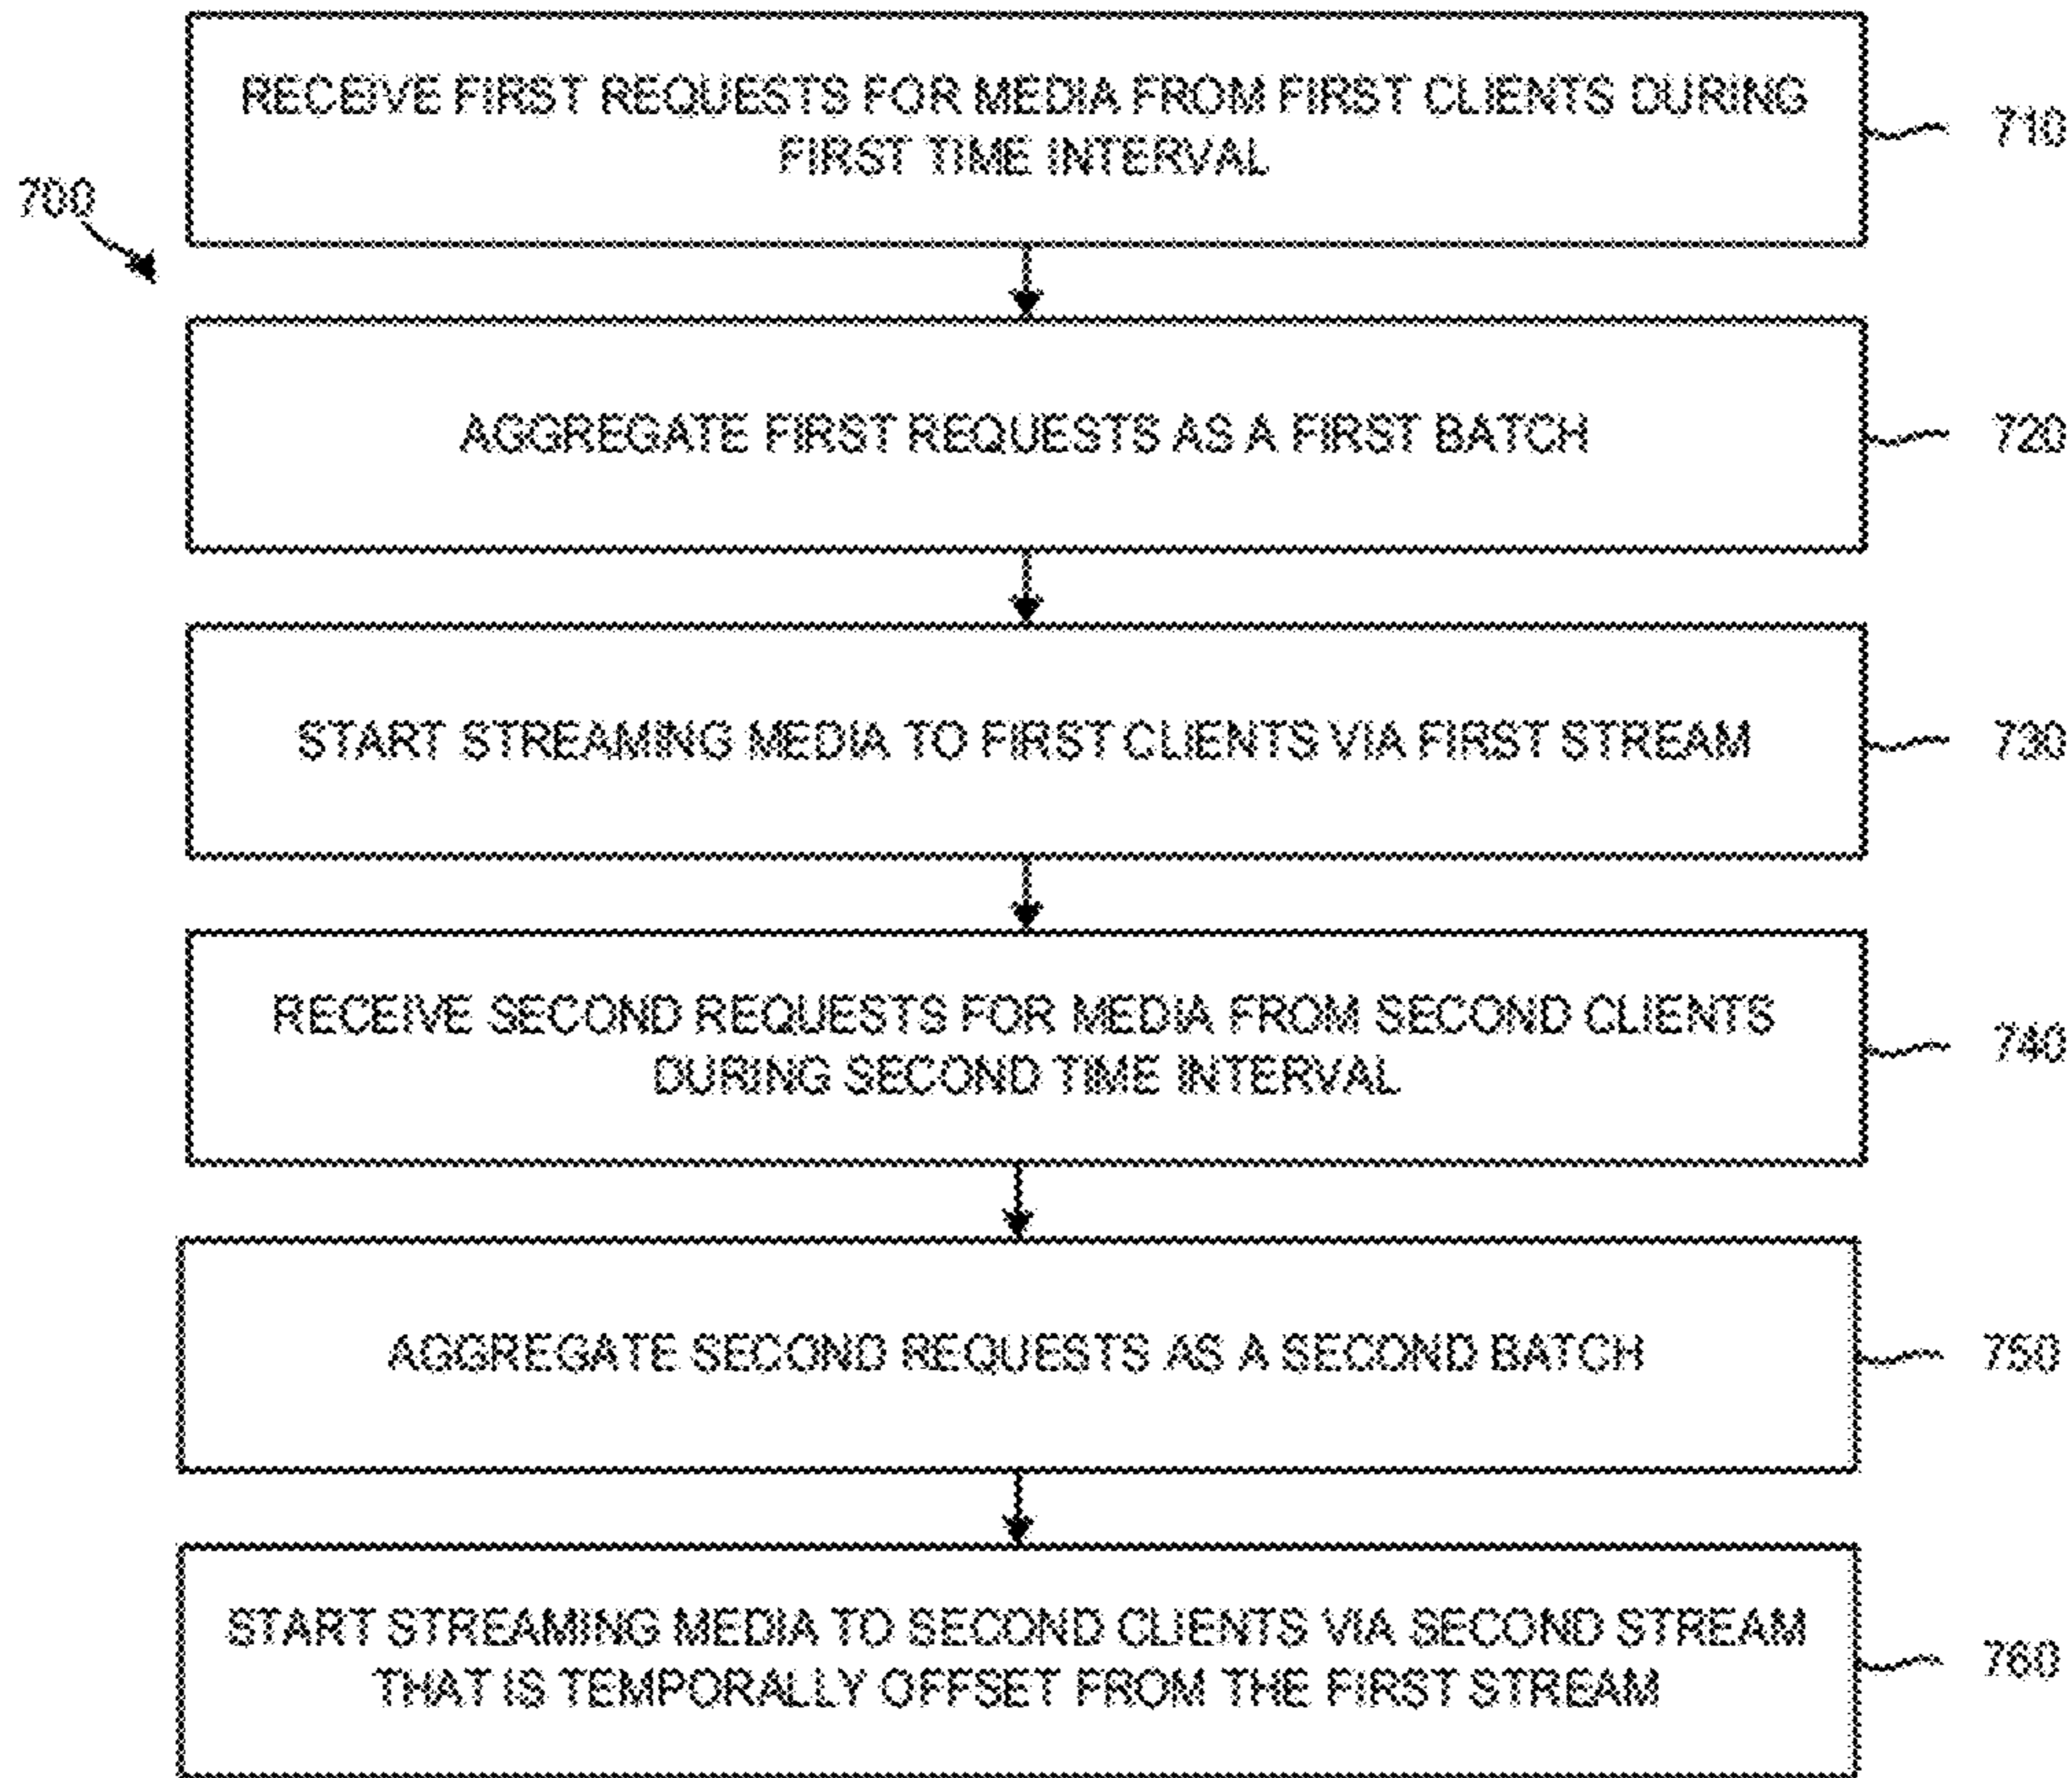 RECEIVE FIRST REQUESTS FOR MEDIA FROM FIRST CLIENTS DURING
FIRST TIME INTERVAL
710
700
AGGREGATE FIRST REQUESTS AS A FIRST BATCH
720
START STREAMING MEDIA TO FIRST CLIENTS VIA FIRST STREAM
730
RECEIVE SECOND REQUESTS FOR MEDIA FROM SECOND CLIENTS
DURING SECOND TIME INTERVAL
740
AGGREGATE SECOND REQUESTS AS A SECOND BATCH
750
START STREAMING MEDIA TO SECOND CLIENTS VIA SECOND STREAM
THAT IS TEMPORALLY OFFSET FROM THE FIRST STREAM
760